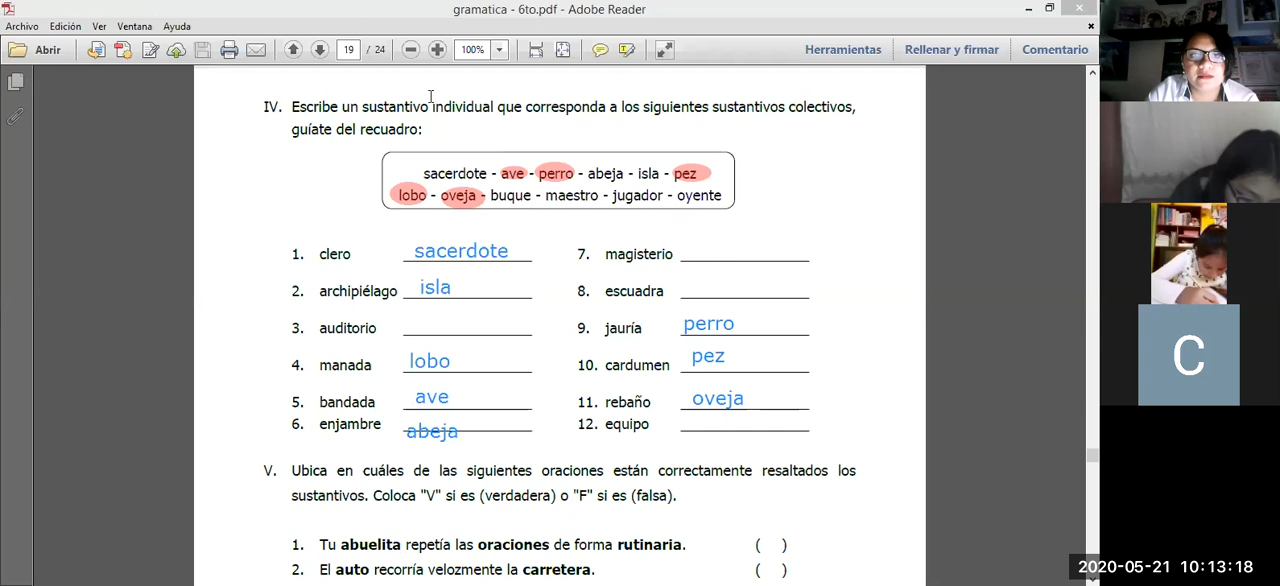 gramatica - 6to.pdf - Adobe Reader
Archivo Edición Ver Ventana Ayuda
Abrir 19 / 24 100% Herramientas Rellenar y firmar Comentario
IV. Escribe un sustantivo individual que corresponda a los siguientes sustantivos colectivos,
guíate del recuadro:
sacerdote - ave - perro - abeja - isla - pez
lobo - oveja - buque - maestro - jugador - oyente
1. clero sacerdote 7. magisterio
2. archipiélago isla 8. escuadra
3. auditorio 9. jauría perro
4. manada lobo 10. cardumen pez
5. bandada ave 11. rebaño oveja
6. enjambre abeja 12. equipo
V. Ubica en cuáles de las siguientes oraciones están correctamente resaltados los
sustantivos. Coloca "V" si es (verdadera) o "F" si es (falsa).
1. Tu abuelita repetía las oraciones de forma rutinaria. ( )
2. El auto recorría velozmente la carretera. ( )
C
2020-05-21 10:13:18